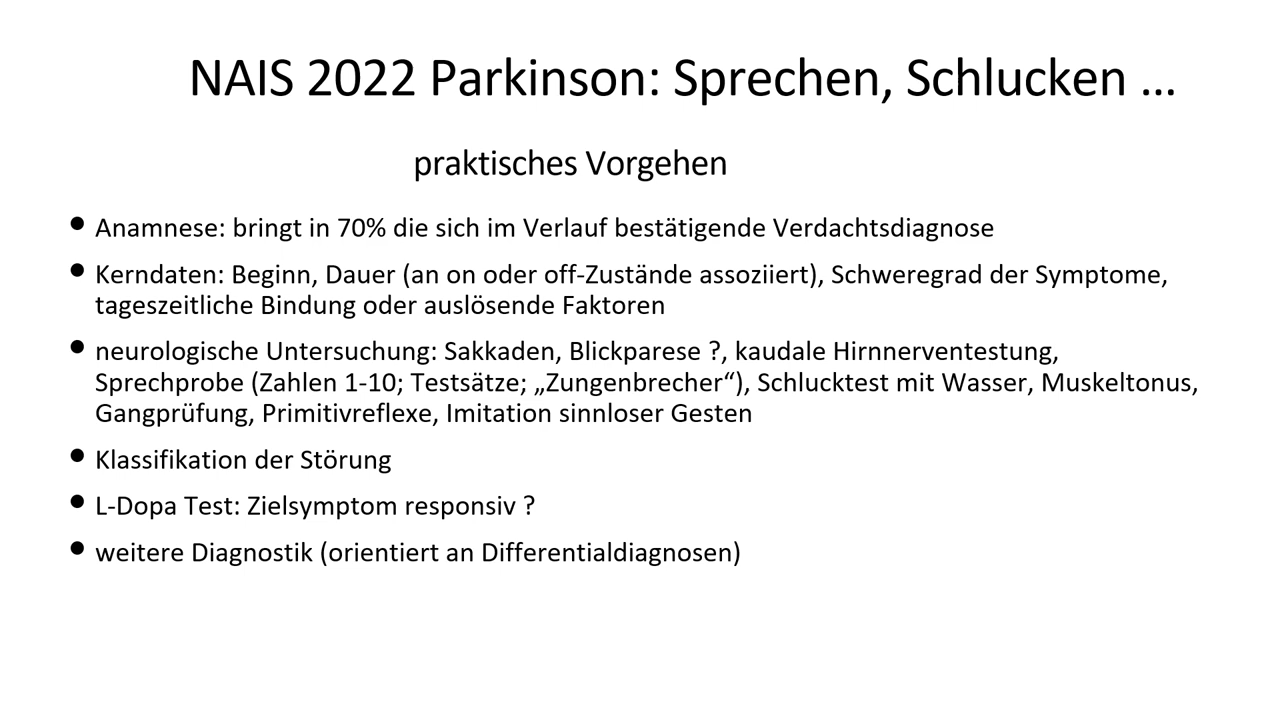 NAIS 2022 Parkinson: Sprechen, Schlucken ...
praktisches Vorgehen
• Anamnese: bringt in 70% die sich im Verlauf bestätigende Verdachtsdiagnose
• Kerndaten: Beginn, Dauer (an on oder off-Zustände assoziiert), Schweregrad der Symptome,
tageszeitliche Bindung oder auslösende Faktoren
• neurologische Untersuchung: Sakkaden, Blickparese ?, kaudale Hirnnerventestung,
Sprechprobe (Zahlen 1-10; Testsätze; „Zungenbrecher“), Schlucktest mit Wasser, Muskeltonus,
Gangprüfung, Primitivreflexe, Imitation sinnloser Gesten
• Klassifikation der Störung
• L-Dopa Test: Zielsymptom responsiv ?
• weitere Diagnostik (orientiert an Differentialdiagnosen)